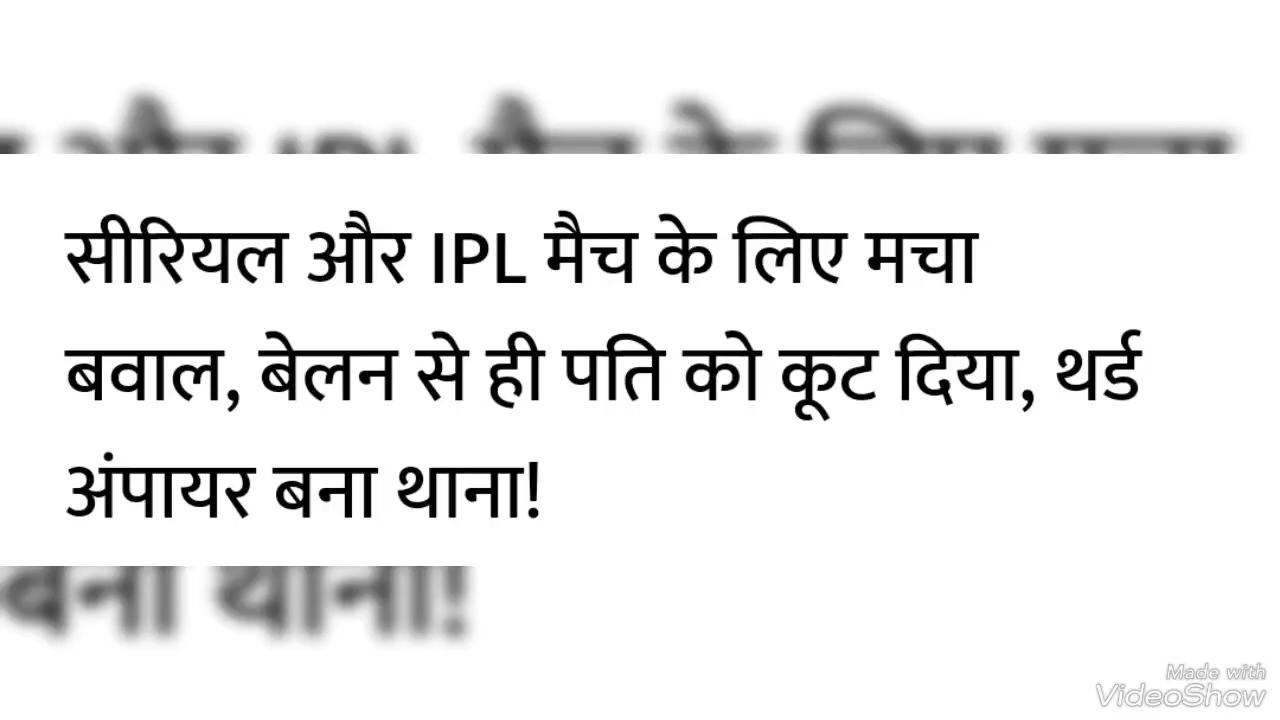 सीरियल और IPL मैच के लिए मचा
बवाल, बेलन से ही पति को कूट दिया, थर्ड
अंपायर बना थाना!
Made with
VideoShow